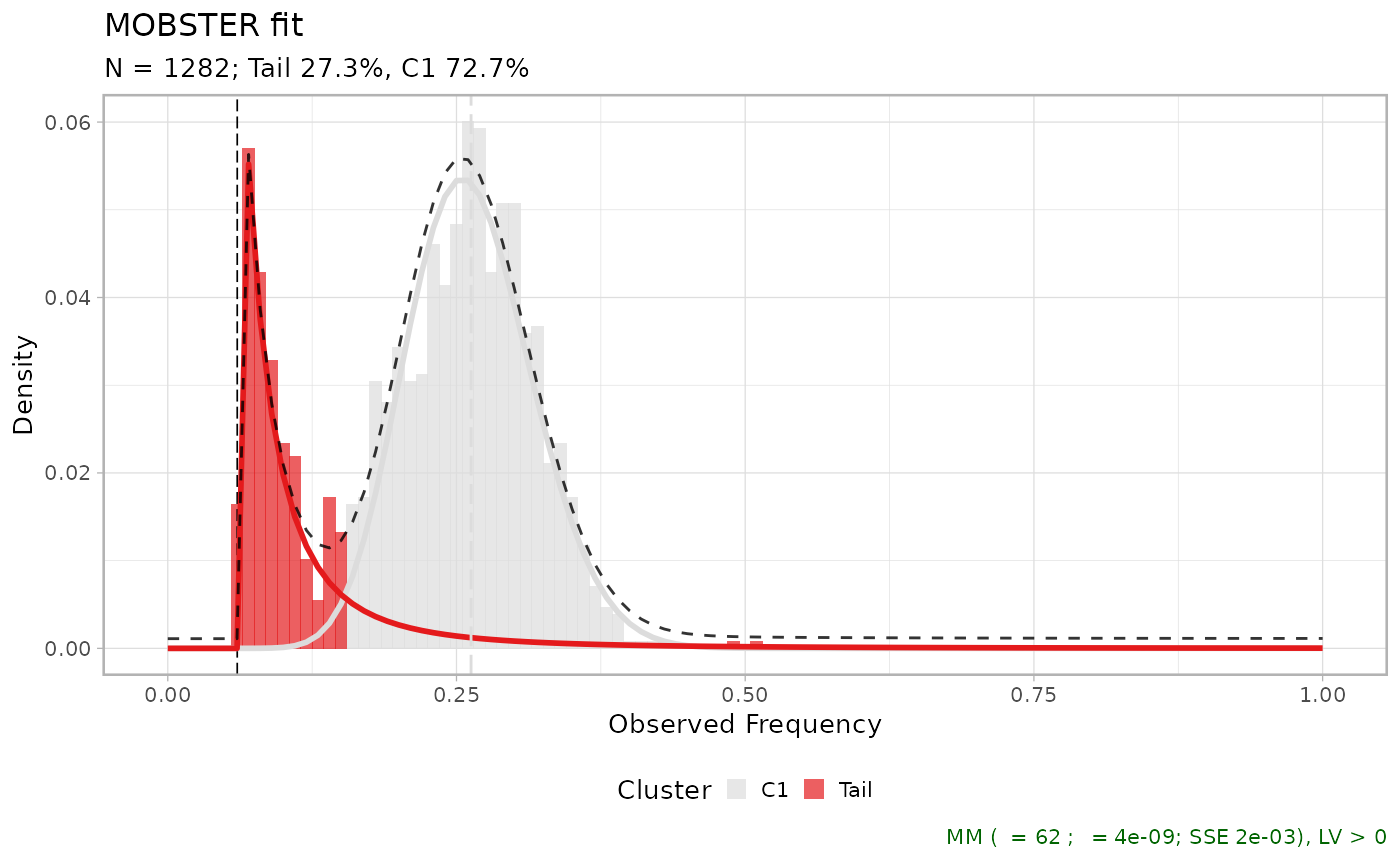 MOBSTER fit
N = 1282; Tail 27.3%, C1 72.7%
0.06
0.04
0.02
0.00
Density
0.00 0.25 0.50 0.75 1.00
Observed Frequency
Cluster C1 Tail
MM ( = 62 ; = 4e-09; SSE 2e-03), LV > 0